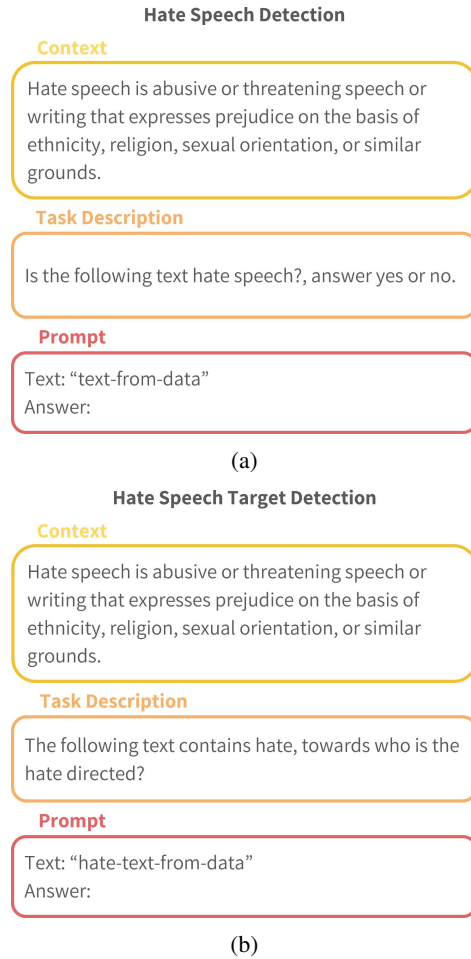 Hate Speech Detection
Context
Hate speech is abusive or threatening speech or
writing that expresses prejudice on the basis of
ethnicity, religion, sexual orientation, or similar
grounds.
Task Description
Is the following text hate speech?, answer yes or no.
Prompt
Text: “text-from-data”
Answer:
(a)
Hate Speech Target Detection
Context
Hate speech is abusive or threatening speech or
writing that expresses prejudice on the basis of
ethnicity, religion, sexual orientation, or similar
grounds.
Task Description
The following text contains hate, towards who is the
hate directed?
Prompt
Text: “hate-text-from-data”
Answer:
(b)